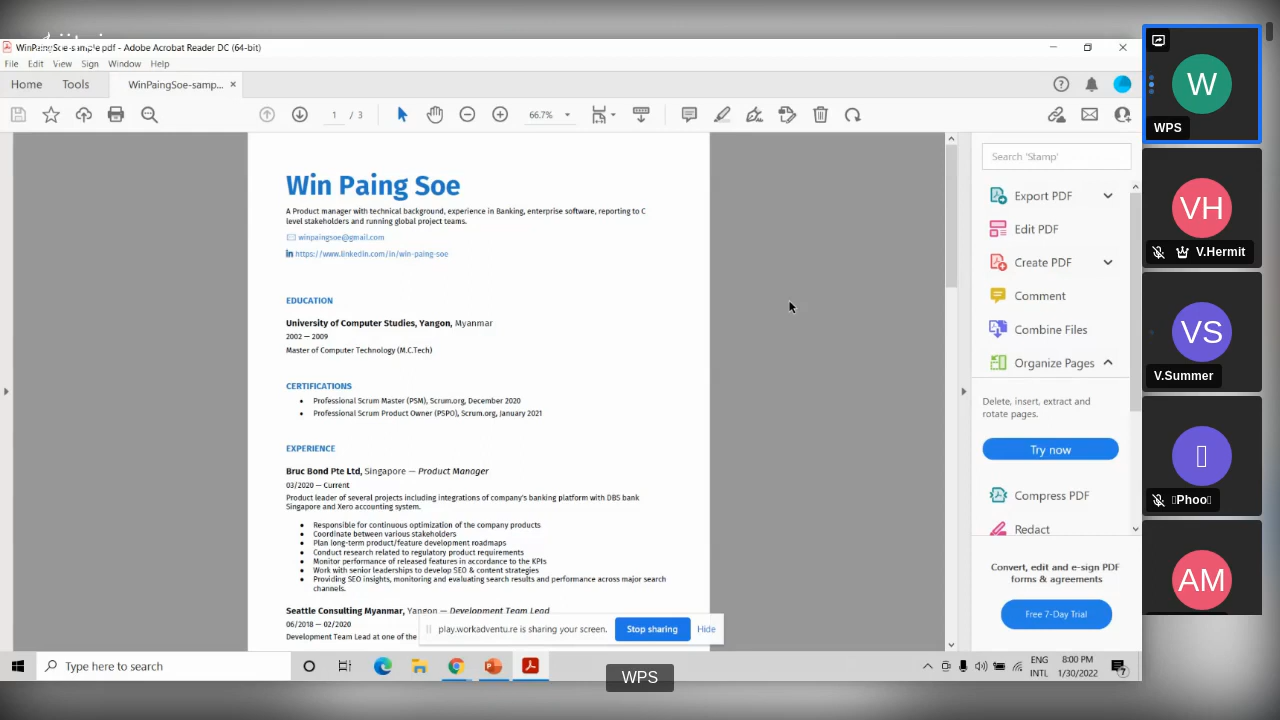 WinPaingSoe-sample.pdf - Adobe Acrobat Reader DC (64-bit)
File Edit View Sign Window Help
Home Tools WinPaingSoe-samp... ×
1 / 3 66.7%
Win Paing Soe
A Product manager with technical background, experience in Banking, enterprise software, reporting to C
level stakeholders and running global project teams.
winpaingsoe@gmail.com
in https://www.linkedin.com/in/win-paing-soe
EDUCATION
University of Computer Studies, Yangon, Myanmar
2002 — 2009
Master of Computer Technology (M.C.Tech)
CERTIFICATIONS
• Professional Scrum Master (PSM), Scrum.org, December 2020
• Professional Scrum Product Owner (PSPO), Scrum.org, January 2021
EXPERIENCE
Bruc Bond Pte Ltd, Singapore — Product Manager
03/2020 — Current
Product leader of several projects including integrations of company's banking platform with DBS bank
Singapore and Xero accounting system.
• Responsible for continuous optimization of the company products
• Coordinate between various stakeholders
• Plan long-term product/feature development roadmaps
• Conduct research related to regulatory product requirements
• Monitor performance of released features in accordance to the KPIs
• Work with senior leaderships to develop SEO & content strategies
• Providing SEO insights, monitoring and evaluating search results and performance across major search
channels.
Seattle Consulting Myanmar, Yangon — Development Team Lead
06/2018 — 02/2020
Development Team Lead at one of the
play.workadventu.re is sharing your screen. Stop sharing Hide
Search 'Stamp'
Export PDF
Edit PDF
Create PDF
Comment
Combine Files
Organize Pages
Delete, insert, extract and
rotate pages.
Try now
Compress PDF
Redact
Convert, edit and e-sign PDF
forms & agreements
Free 7-Day Trial
Type here to search
ENG
INTL
8:00 PM
1/30/2022
7
WPS
W
WPS
VH
V.Hermit
VS
V.Summer
Phoo
AM